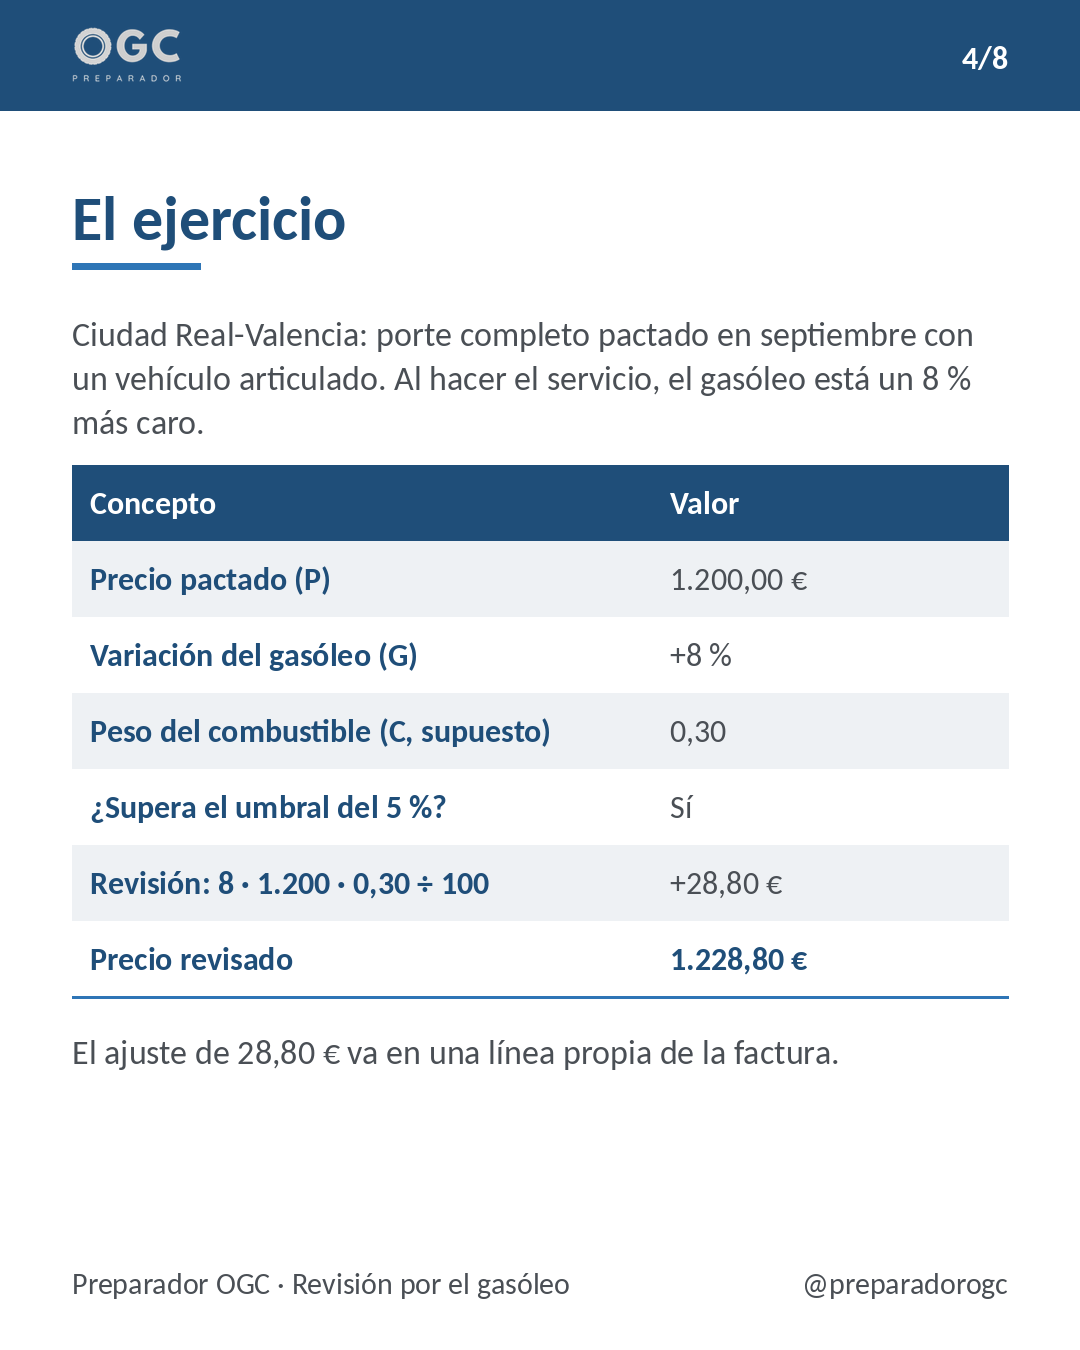 OGC
PREPARADOR
4/8
El ejercicio
Ciudad Real-Valencia: porte completo pactado en septiembre con
un vehículo articulado. Al hacer el servicio, el gasóleo está un 8 %
más caro.
Concepto Valor
Precio pactado (P) 1.200,00 €
Variación del gasóleo (G) +8 %
Peso del combustible (C, supuesto) 0,30
¿Supera el umbral del 5 %? Sí
Revisión: 8 · 1.200 · 0,30 ÷ 100 +28,80 €
Precio revisado 1.228,80 €
El ajuste de 28,80 € va en una línea propia de la factura.
Preparador OGC · Revisión por el gasóleo @preparadorogc